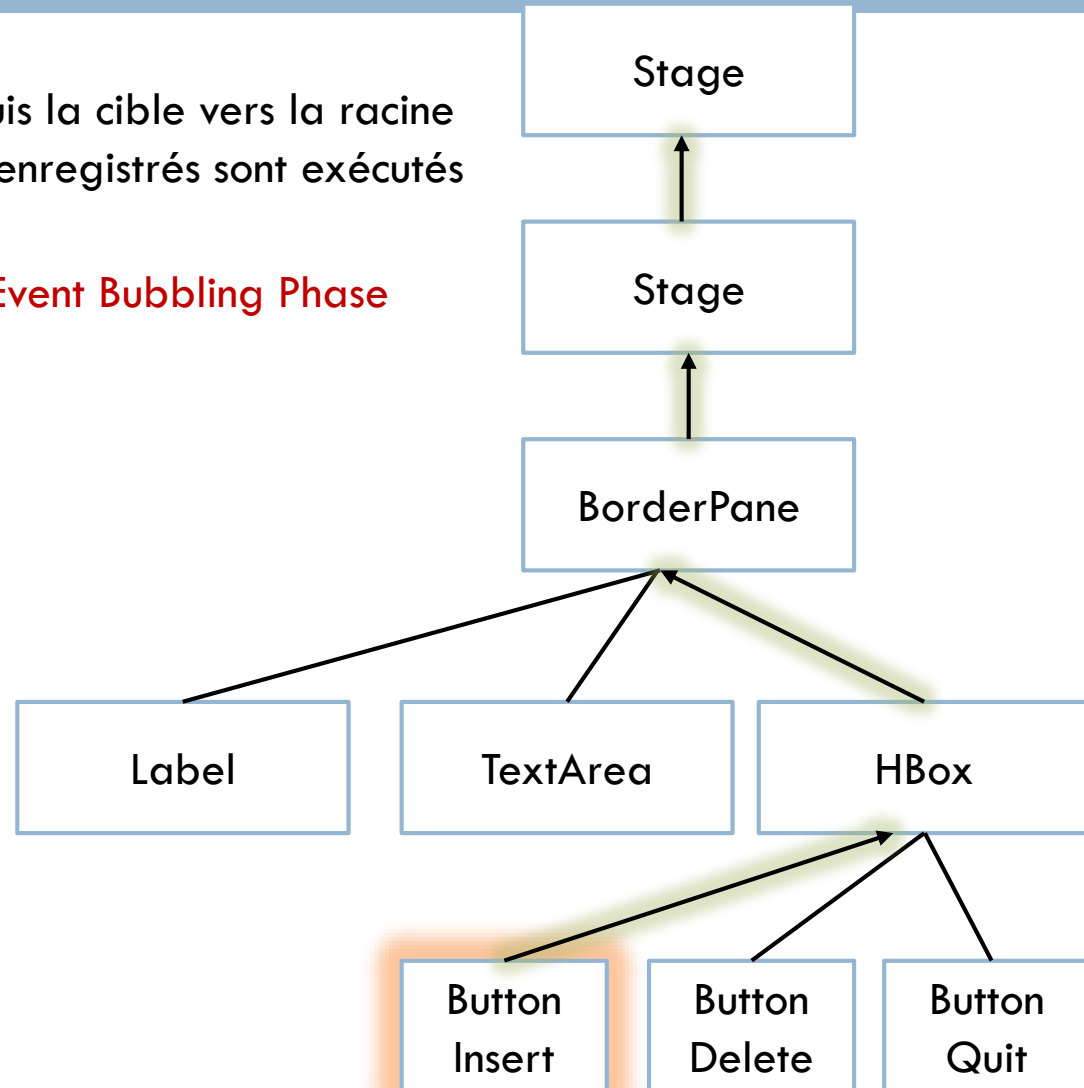 uis la cible vers la racine
enregistrés sont exécutés
Event Bubbling Phase
Stage
Stage
BorderPane
Label
TextArea
HBox
Button
Insert
Button
Delete
Button
Quit